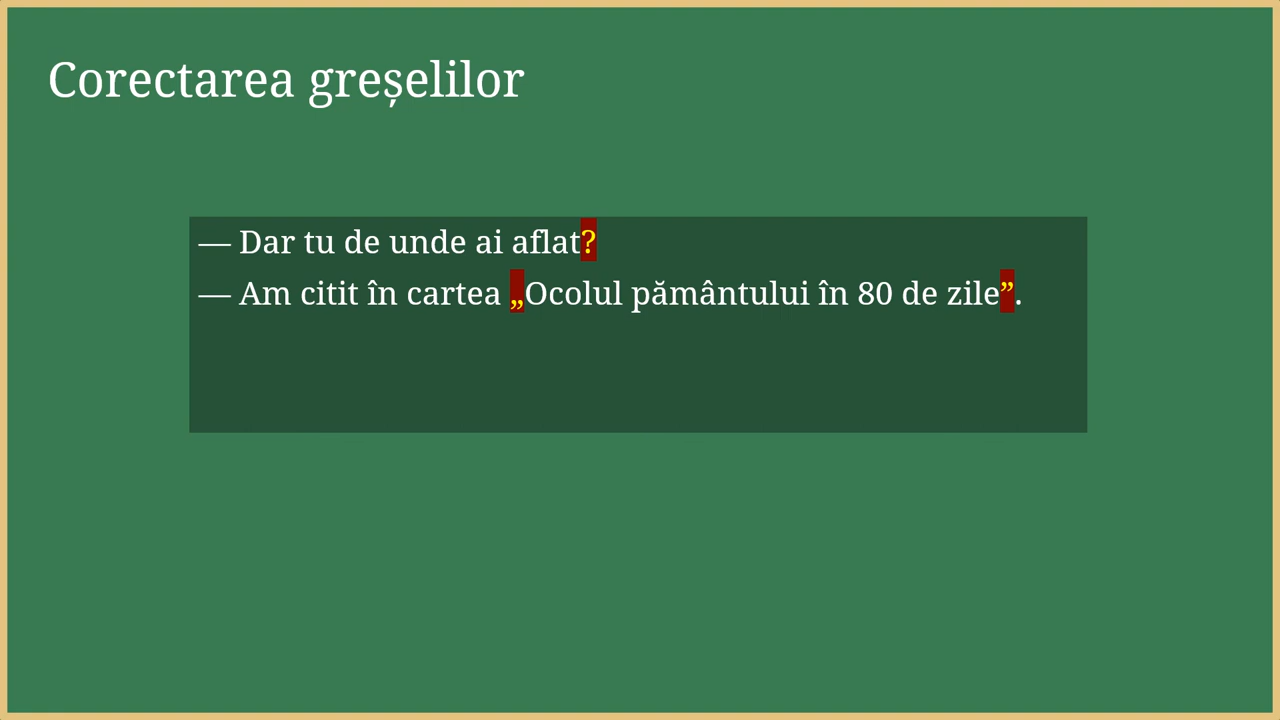 Corectarea greșelilor
— Dar tu de unde ai aflat?
— Am citit în cartea „Ocolul pământului în 80 de zile”.